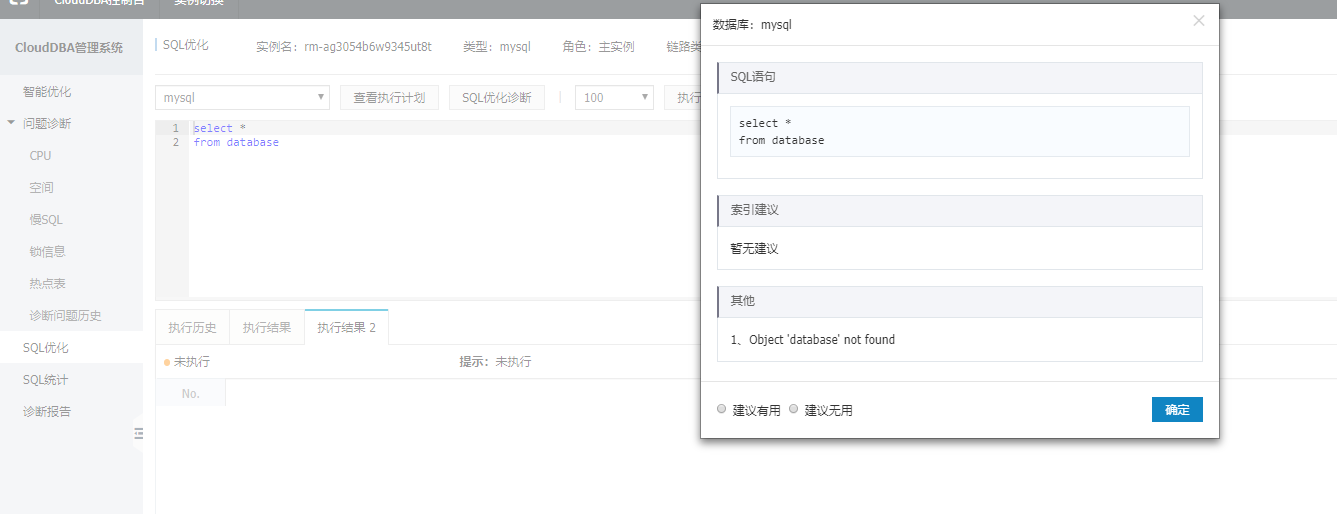 CloudDBA控制台 实例切换
CloudDBA管理系统
智能优化
问题诊断
CPU
空间
慢SQL
锁信息
热点表
诊断问题历史
SQL优化
SQL统计
诊断报告
SQL优化 实例名：rm-ag3054b6w9345ut8t 类型：mysql 角色：主实例 链路类
mysql 查看执行计划 SQL优化诊断 100 执行
1 select *
2 from database
执行历史 执行结果 执行结果 2
未执行 提示：未执行
No.
数据库：mysql
SQL语句
select *
from database
索引建议
暂无建议
其他
1、Object 'database' not found
建议有用 建议无用 确定